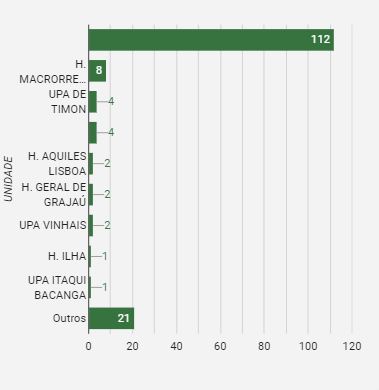 112
H.
MACRORRE...
8
UPA DE
TIMON
4
4
H. AQUILES
LISBOA
2
H. GERAL DE
GRAJAÚ
2
UPA VINHAIS
2
H. ILHA
1
UPA ITAQUI
BACANGA
1
Outros
21
UNIDADE
0 20 40 60 80 100 120